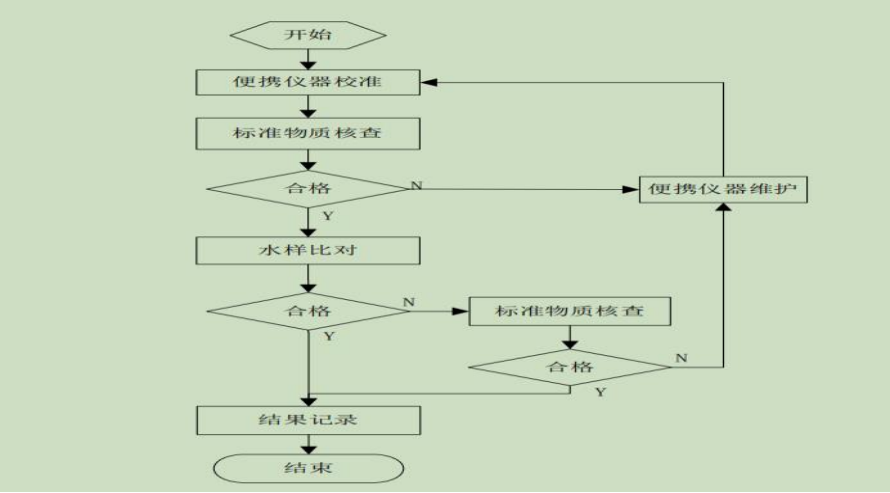 开始
便携仪器校准
标准物质核查
合格
N
便携仪器维护
Y
水样比对
合格
N
标准物质核查
Y
合格
N
Y
结果记录
结束